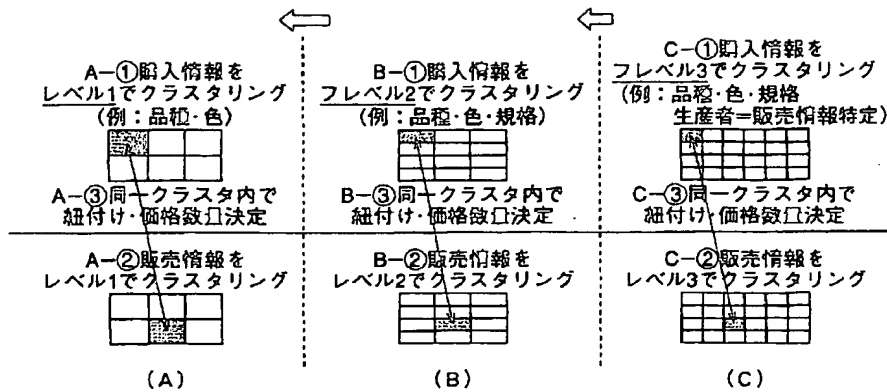 A-①購入情報を
レベル1でクラスタリング
(例：品種・色)
A-③同一クラスタ内で
紐付け・価格数口決定
A-②販売情報を
レベル1でクラスタリング
(A)
B-①購入情報を
フレベル2でクラスタリング
(例：品種・色・規格)
B-③同一クラスタ内で
紐付け・価格数口決定
B-②販売情報を
レベル2でクラスタリング
(B)
C-①購入情報を
フレベル3でクラスタリング
(例：品種・色・規格
生産者＝販売情報特定)
C-③同一クラスタ内で
紐付け・価格数口決定
C-②販売情報を
レベル3でクラスタリング
(C)